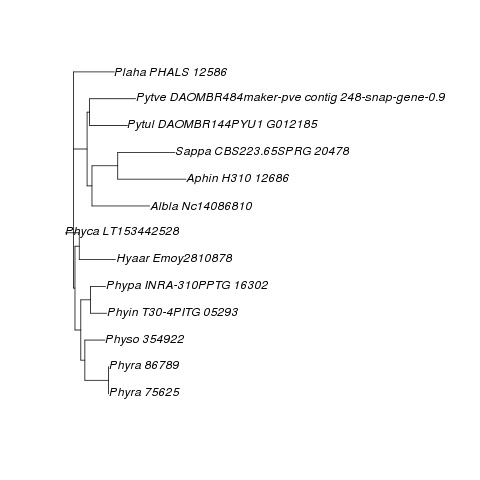 Plaha PHALS 12586
Pytve DAOMBR484maker-pve contig 248-snap-gene-0.9
Pytul DAOMBR144PYU1 G012185
Sappa CBS223.65SPRG 20478
Aphin H310 12686
Albla Nc14086810
Phyca LT153442528
Hyaar Emoy2810878
Phypa INRA-310PPTG 16302
Phyin T30-4PITG 05293
Physo 354922
Phyra 86789
Phyra 75625